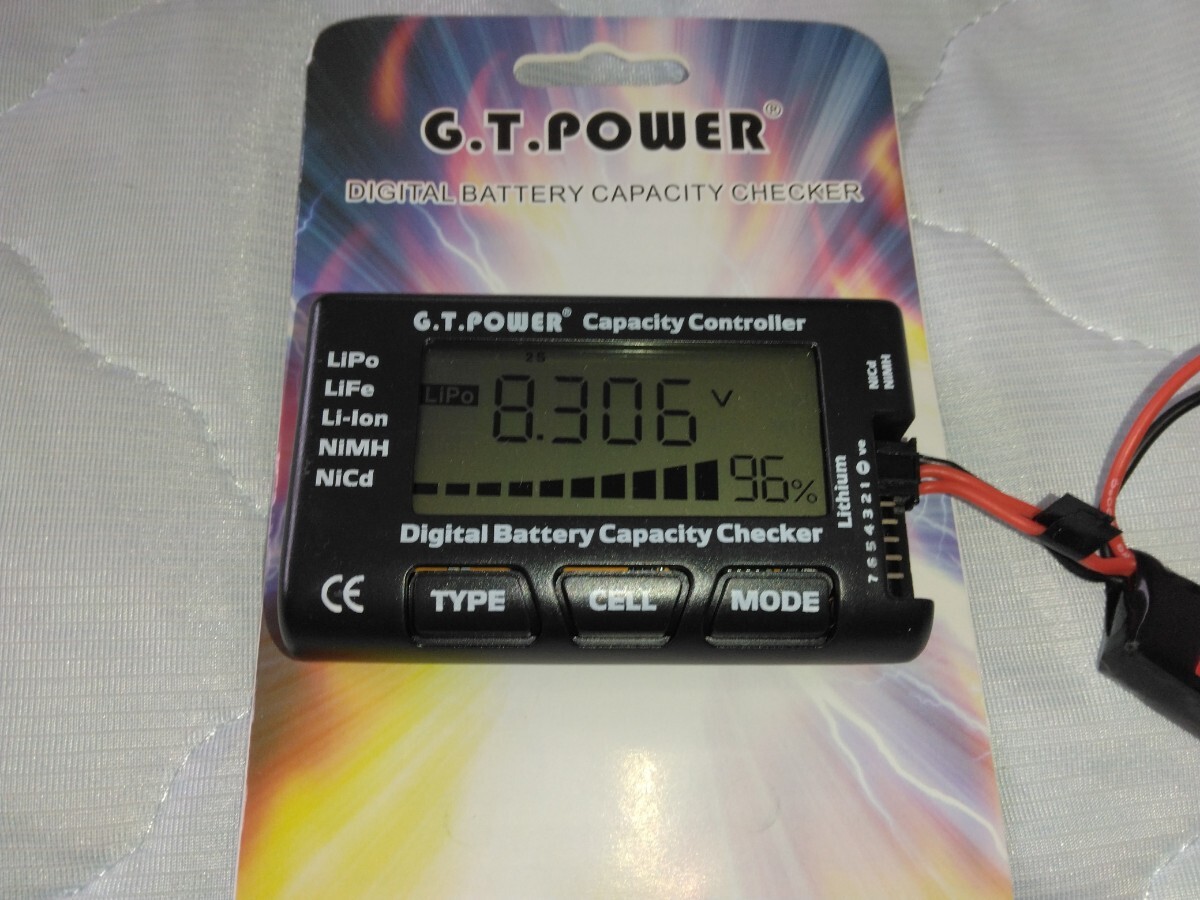 G.T.POWER®
DIGITAL BATTERY CAPACITY CHECKER
G.T.POWER® Capacity Controller
LiPo
LiFe
Li-Ion
NiMH
NiCd
2S
LiPo 8.306 V
96%
NiCd
NiMH
Lithium
7 6 5 4 3 2 1 ⊖ ve
Digital Battery Capacity Checker
CE
TYPE
CELL
MODE